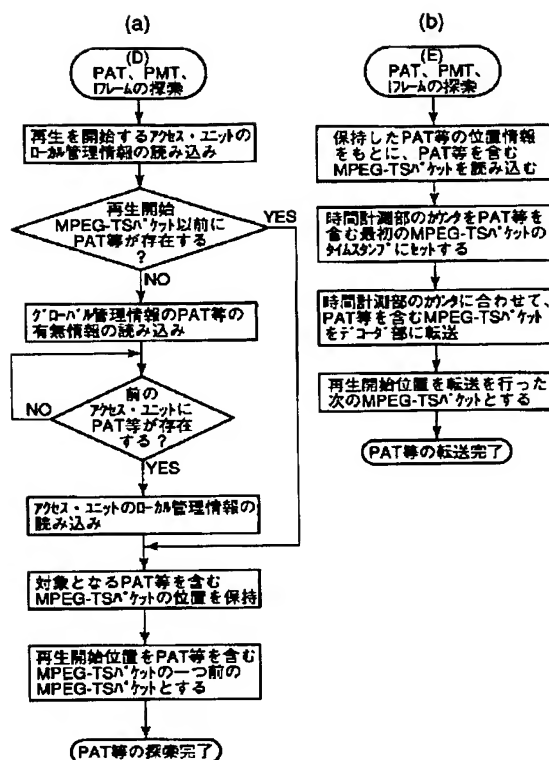 (a)
(D)
PAT、PMT、
Iフレームの探索
再生を開始するアクセス・ユニットの
ローカル管理情報の読み込み
再生開始
MPEG-TSパケット以前に
PAT等が存在する
?
YES
NO
グローバル管理情報のPAT等の
有無情報の読み込み
前の
アクセス・ユニットに
PAT等が存在
する?
NO
YES
アクセス・ユニットのローカル管理情報の
読み込み
対象となるPAT等を含む
MPEG-TSパケットの位置を保持
再生開始位置をPAT等を含む
MPEG-TSパケットの一つ前の
MPEG-TSパケットとする
PAT等の探索完了
(b)
(E)
PAT、PMT、
Iフレームの探索
保持したPAT等の位置情報
をもとに、PAT等を含む
MPEG-TSパケットを読み込む
時間計測部のカウンタをPAT等を
含む最初のMPEG-TSパケットの
タイムスタンプにセットする
時間計測部のカウンタに合わせて、
PAT等を含むMPEG-TSパケット
をデコーダ部に転送
再生開始位置を転送を行った
次のMPEG-TSパケットとする
PAT等の転送完了